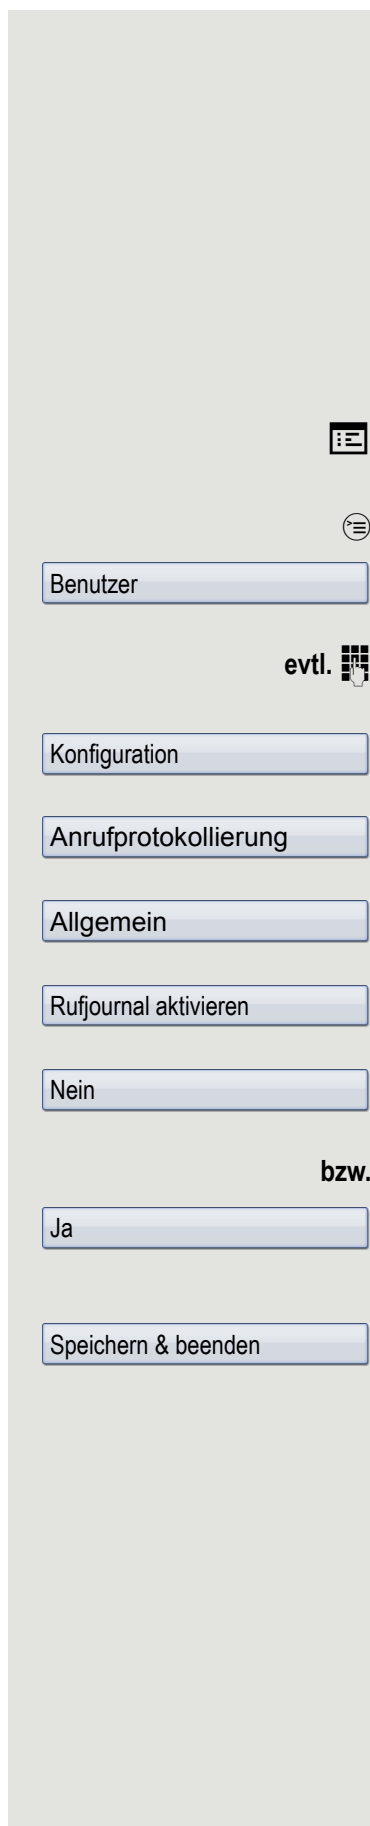 Benutzer
evtl.
Konfiguration
Anrufprotokollierung
Allgemein
Rufjournal aktivieren
Nein
bzw.
Ja
Speichern & beenden